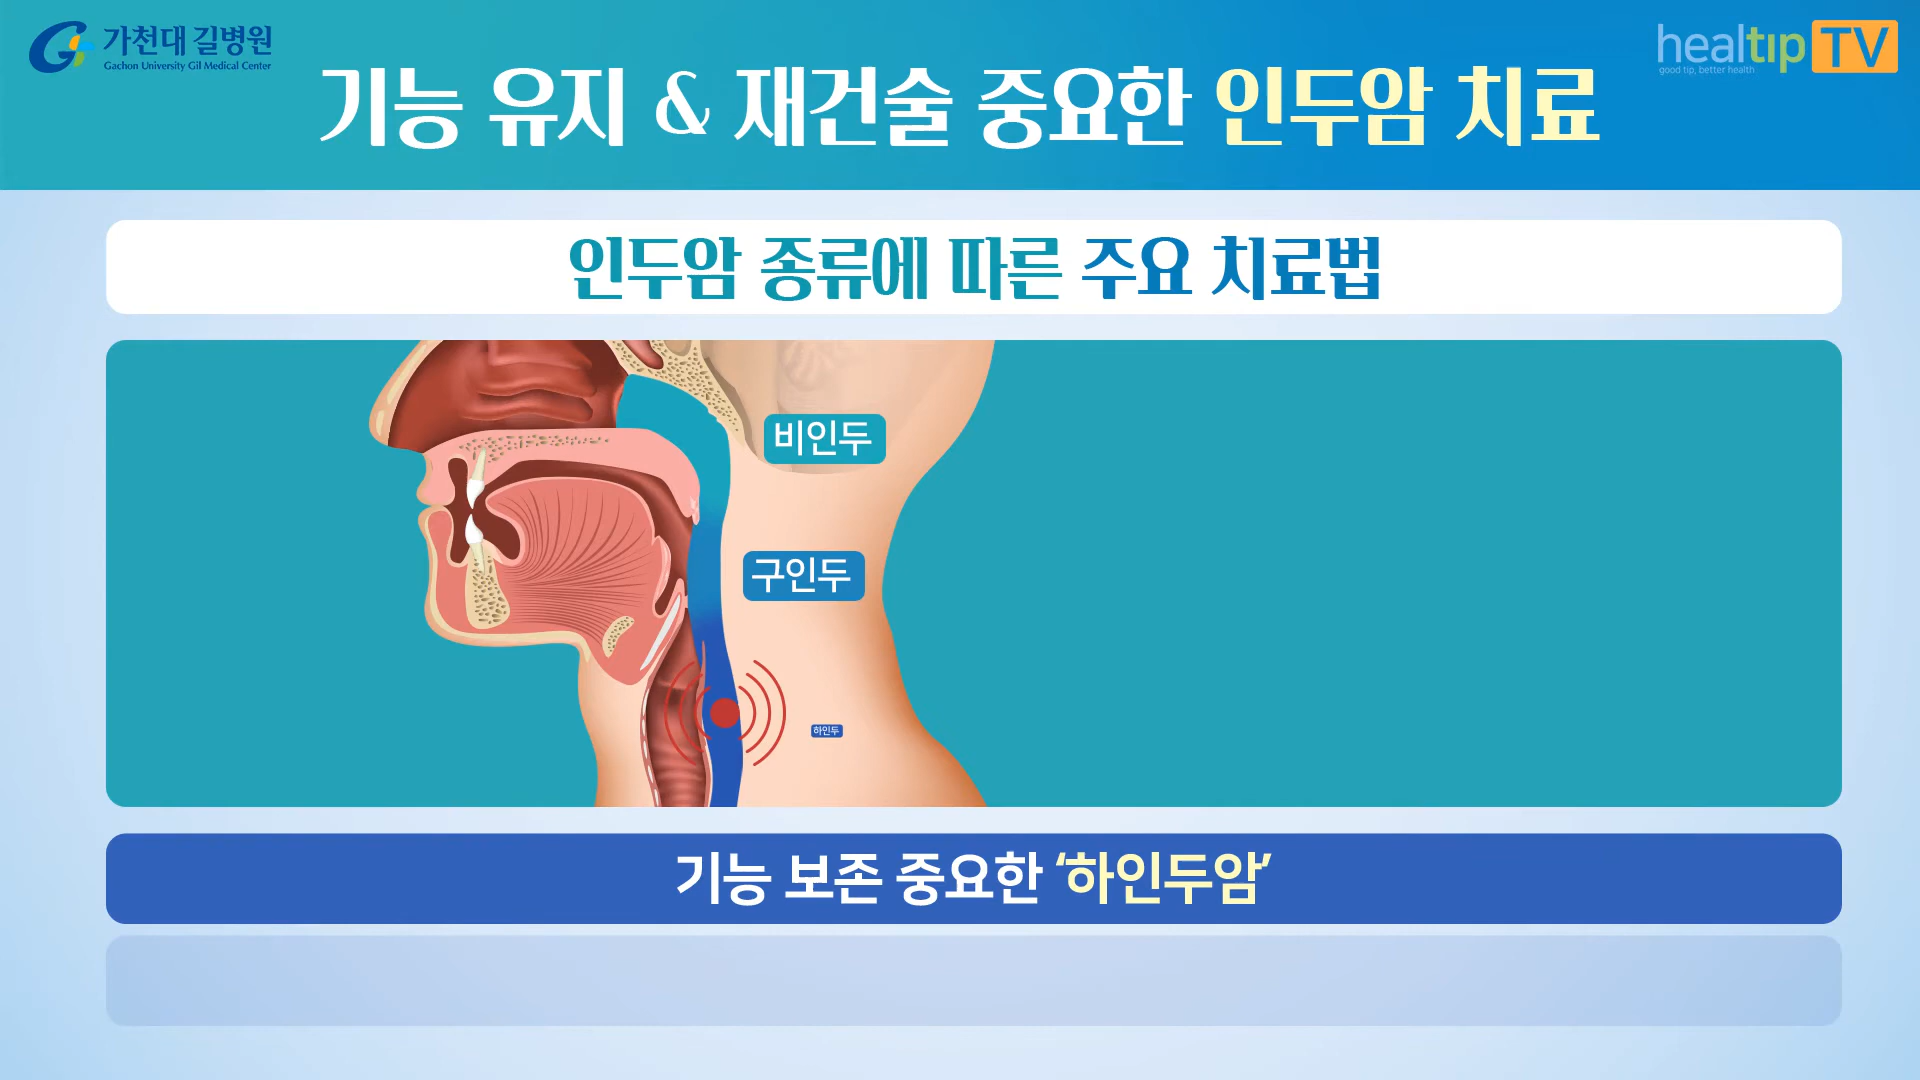 가천대 길병원
Gachon University Gil Medical Center
healtip TV
good tip, better health
기능 유지 & 재건술 중요한 인두암 치료
인두암 종류에 따른 주요 치료법
비인두
구인두
하인두
기능 보존 중요한 ‘하인두암’